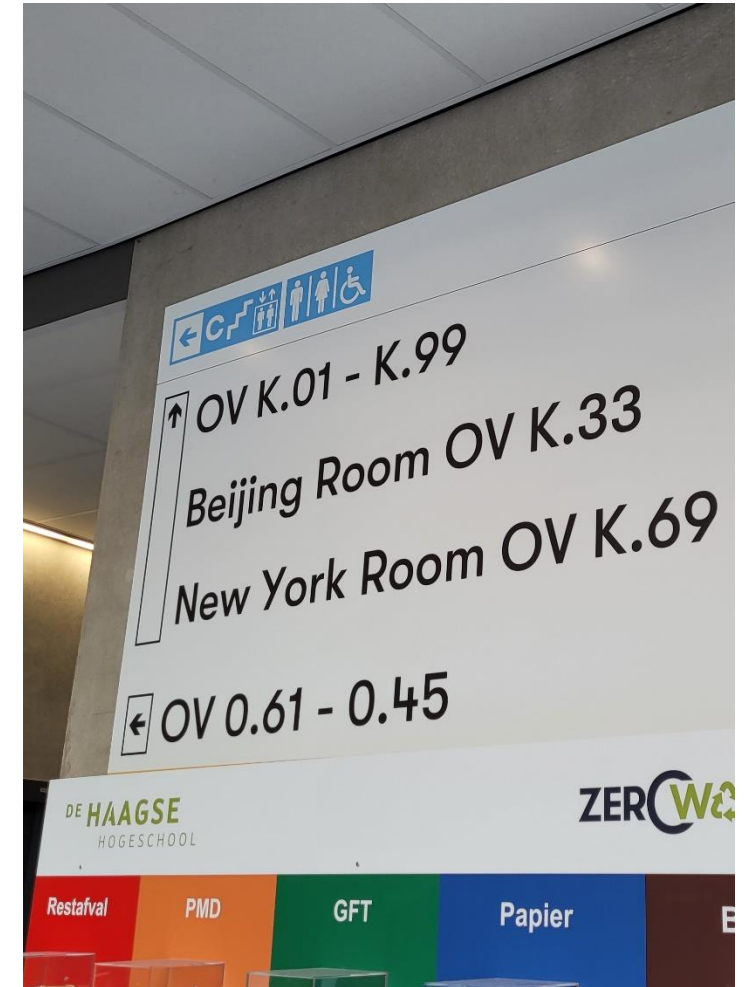 C
OV K.01 - K.99
Beijing Room OV K.33
New York Room OV K.69
OV 0.61 - 0.45
DE HAAGSE
HOGESCHOOL
Restafval
PMD
GFT
Papier